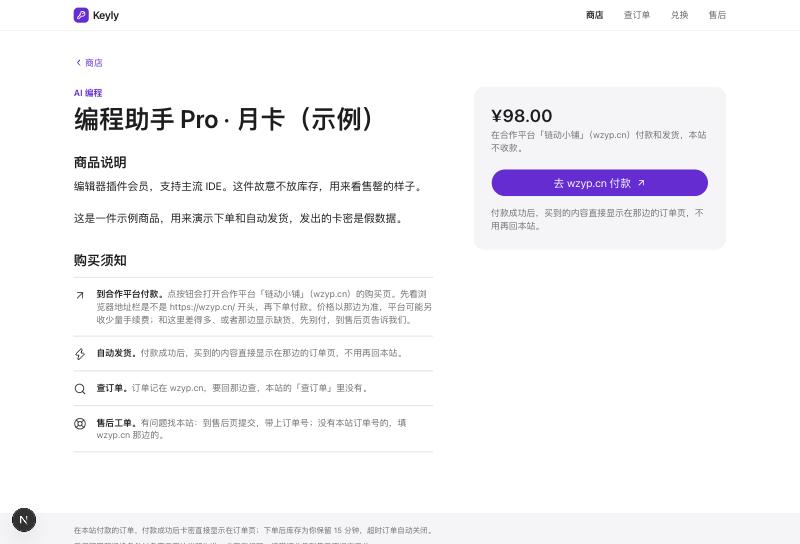 Keyly
商店 查订单 兑换 售后
商店
AI 编程
编程助手 Pro · 月卡（示例）
商品说明
编辑器插件会员，支持主流 IDE。这件故意不放库存，用来看售罄的样子。
这是一件示例商品，用来演示下单和自动发货，发出的卡密是假数据。
购买须知
到合作平台付款。点按钮会打开合作平台「链动小铺」（wzyp.cn）的购买页。先看浏
览器地址栏是不是 https://wzyp.cn/ 开头，再下单付款。价格以那边为准，平台可能另
收少量手续费；和这里差得多、或者那边显示缺货，先别付，到售后页告诉我们。
自动发货。付款成功后，买到的内容直接显示在那边的订单页，不用再回本站。
查订单。订单记在 wzyp.cn，要回那边查，本站的「查订单」里没有。
售后工单。有问题找本站：到售后页提交，带上订单号；没有本站订单号的，填
wzyp.cn 那边的。
¥98.00
在合作平台「链动小铺」（wzyp.cn）付款和发货，本站
不收款。
去 wzyp.cn 付款
付款成功后，买到的内容直接显示在那边的订单页，不
用再回本站。
N
在本站付款的订单，付款成功后卡密直接显示在订单页；下单后库存为你保留 15 分钟，超时订单自动关闭。